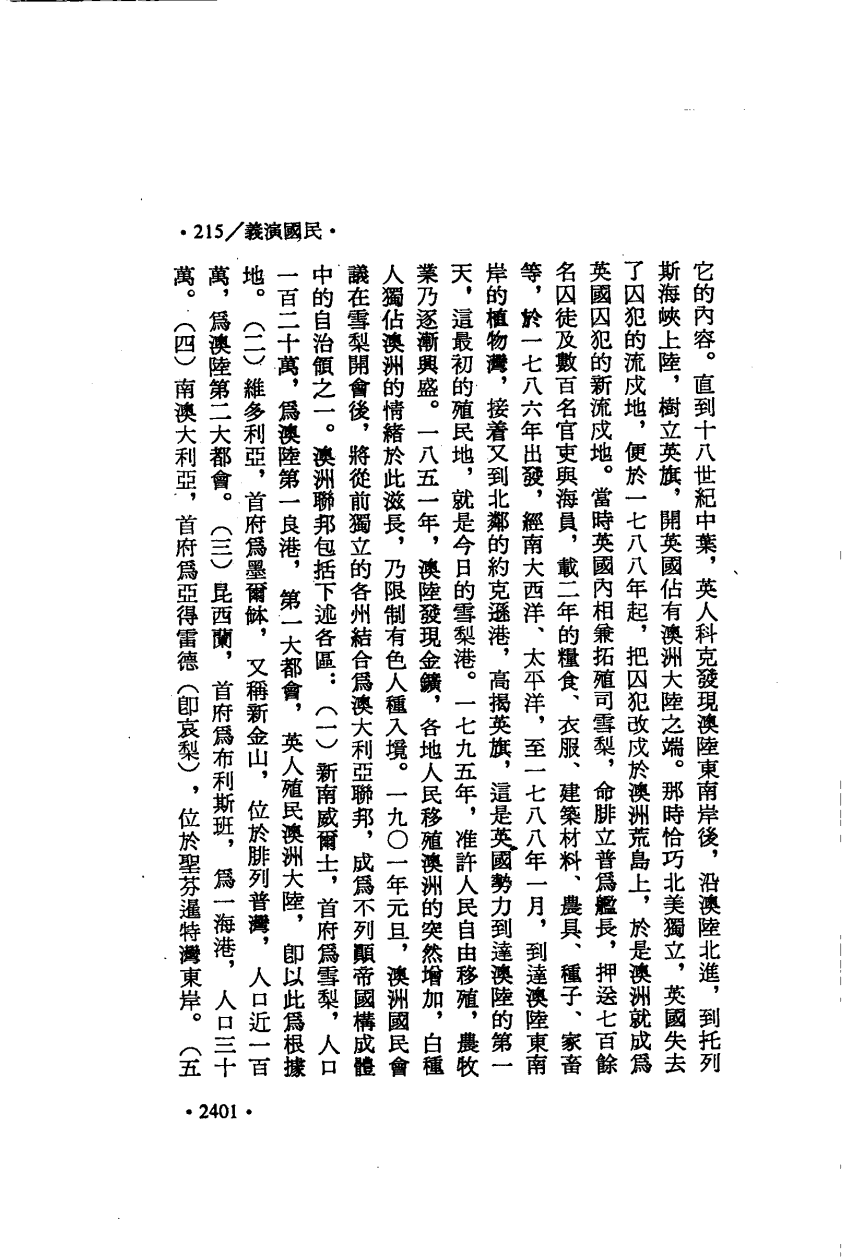 •215／義演國民•
它的內容。直到十八世紀中葉，英人科克發現澳陸東南岸後，沿澳陸北進，到托列
斯海峽上陸，樹立英旗，開英國佔有澳洲大陸之端。那時恰巧北美獨立，英國失去
了囚犯的流戍地，便於一七八八年起，把囚犯改戍於澳洲荒島上，於是澳洲就成爲
英國囚犯的新流戍地。當時英國內相兼拓殖司雪梨，命腓立普爲艦長，押送七百餘
名囚徒及數百名官吏與海員，載二年的糧食、衣服、建築材料、農具、種子、家畜
等，於一七八六年出發，經南大西洋、太平洋，至一七八八年一月，到達澳陸東南
岸的植物灣，接着又到北鄰的約克遜港，高揭英旗，這是英國勢力到達澳陸的第一
天，這最初的殖民地，就是今日的雪梨港。一七九五年，准許人民自由移殖，農牧
業乃逐漸興盛。一八五一年，澳陸發現金鑛，各地人民移殖澳洲的突然增加，白種
人獨佔澳洲的情緒於此滋長，乃限制有色人種入境。一九〇一年元旦，澳洲國民會
議在雪梨開會後，將從前獨立的各州結合爲澳大利亞聯邦，成爲不列顛帝國構成體
中的自治領之一。澳洲聯邦包括下述各區：（一）新南威爾士，首府爲雪梨，人口
一百二十萬，爲澳陸第一良港，第一大都會，英人殖民澳洲大陸，卽以此爲根據
地。（二）維多利亞，首府爲墨爾鉢，又稱新金山，位於腓列普灣，人口近一百
萬，爲澳陸第二大都會。（三）昆西蘭，首府爲布利斯班，爲一海港，人口三十
萬。（四）南澳大利亞，首府爲亞得雷德（卽哀梨），位於聖芬暹特灣東岸。（五
•2401•